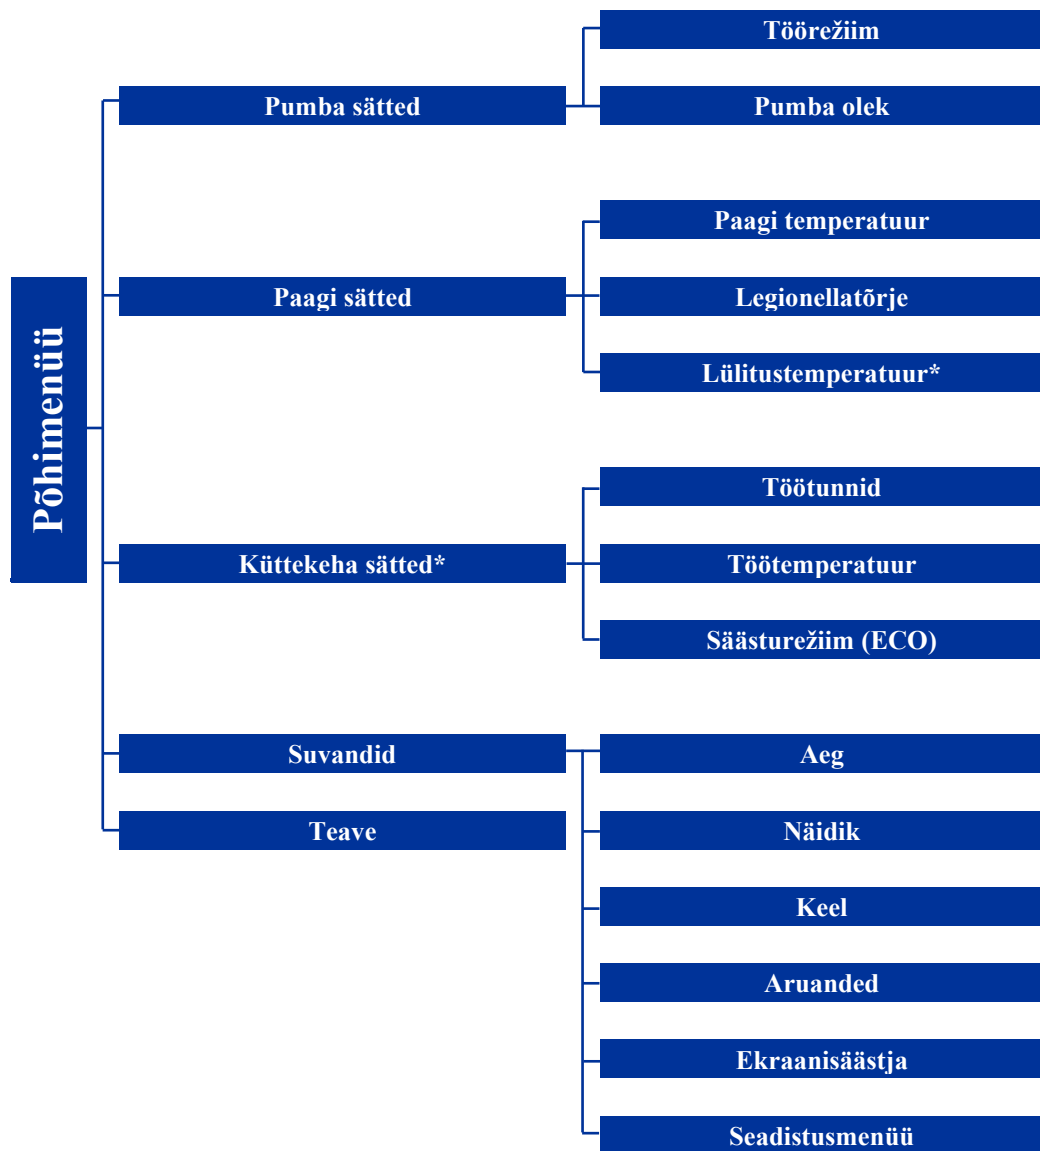 Põhimenüü
Pumba sätted
Töörežiim
Pumba olek
Paagi sätted
Paagi temperatuur
Legionellatõrje
Lülitustemperatuur*
Küttekeha sätted*
Töötunnid
Töötemperatuur
Säästurežiim (ECO)
Suvandid
Aeg
Näidik
Keel
Aruanded
Ekraanisäästja
Seadistusmenüü
Teave